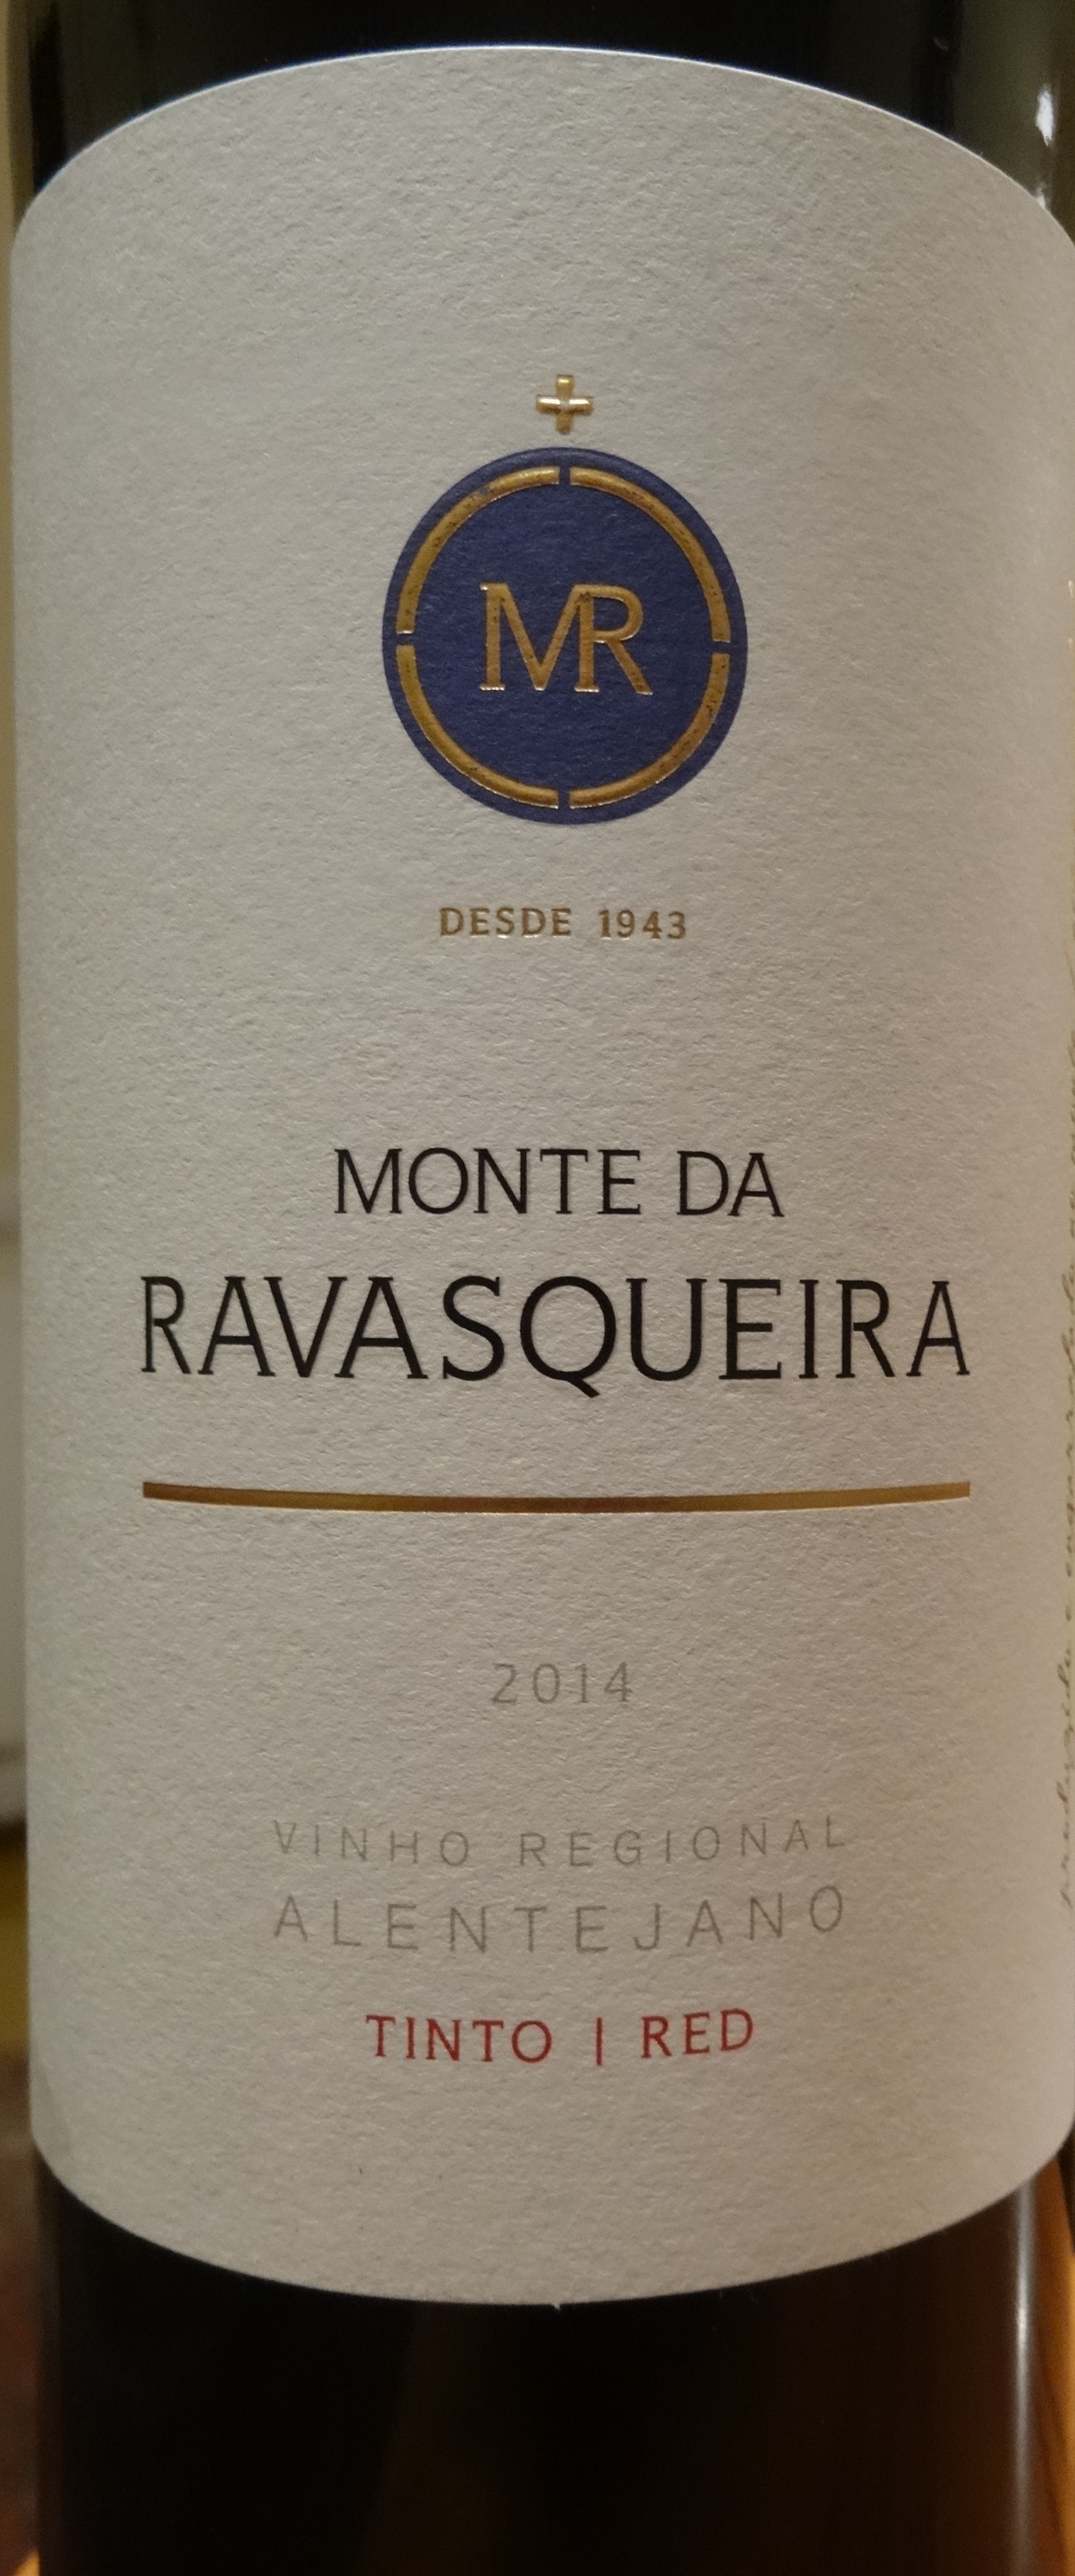 MR
DESDE 1943
MONTE DA
RAVASQUEIRA
2014
VINHO REGIONAL
ALENTEJANO
TINTO | RED